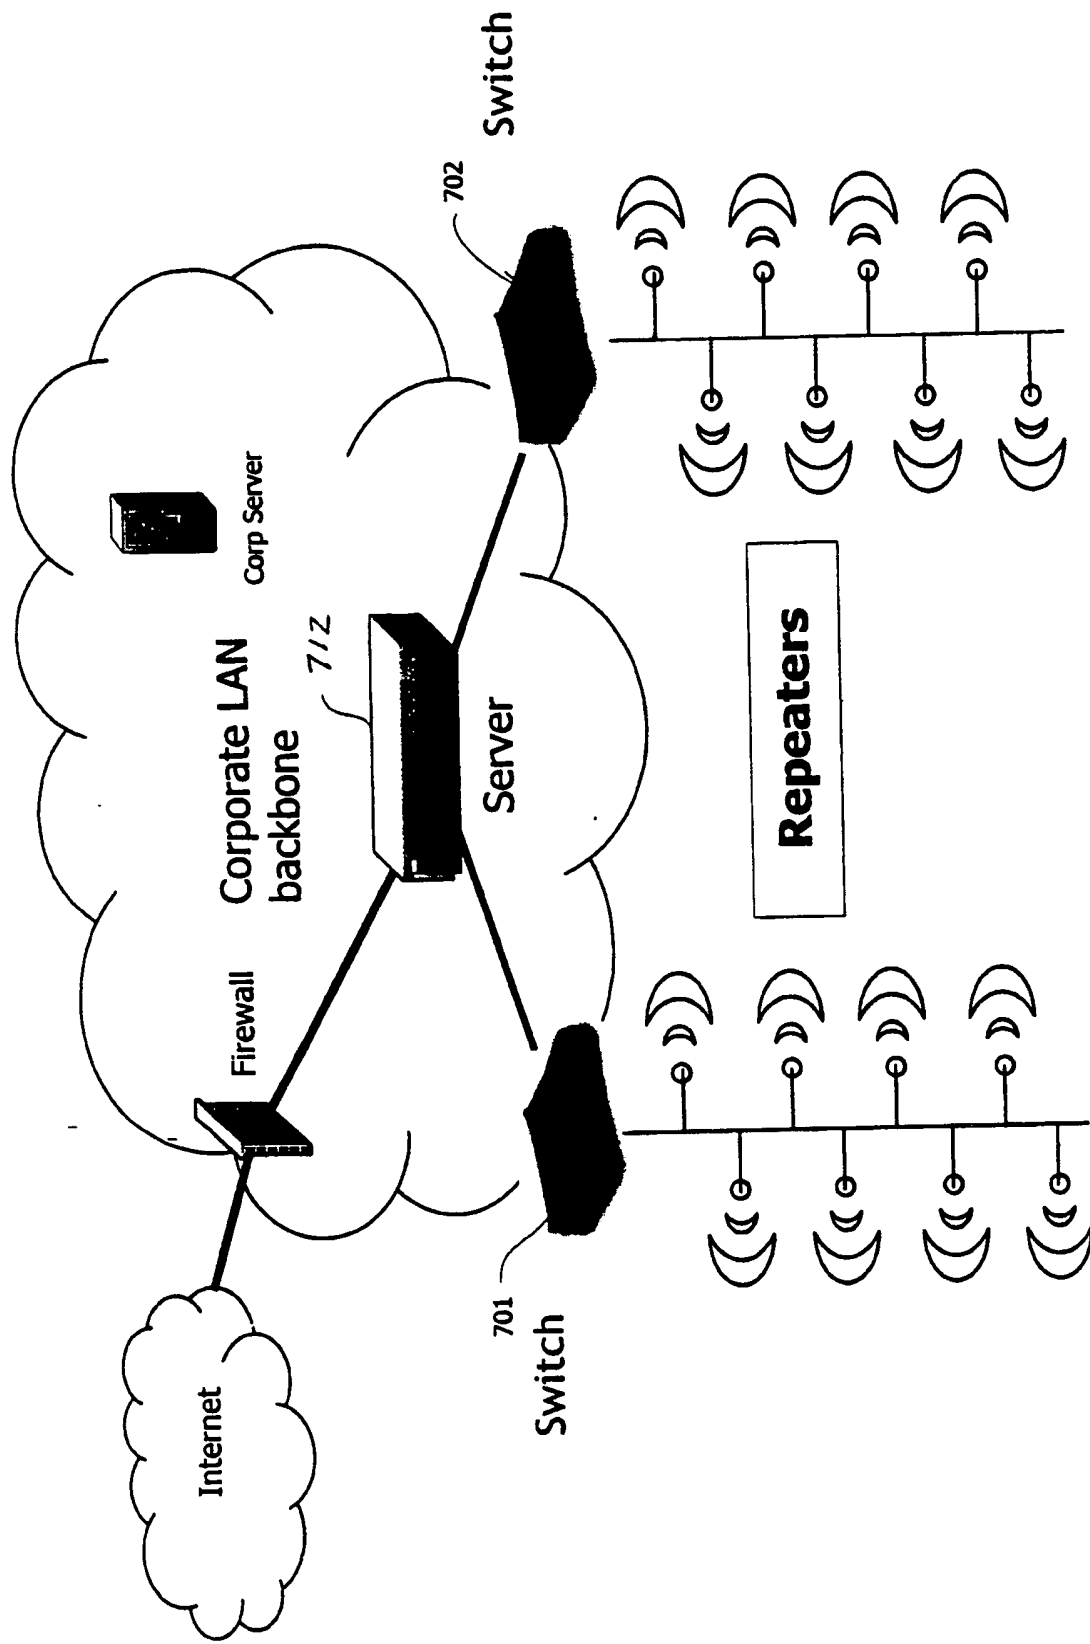 Internet
Firewall
Corporate LAN
backbone
Corp Server
712
Server
701
Switch
702
Switch
Repeaters